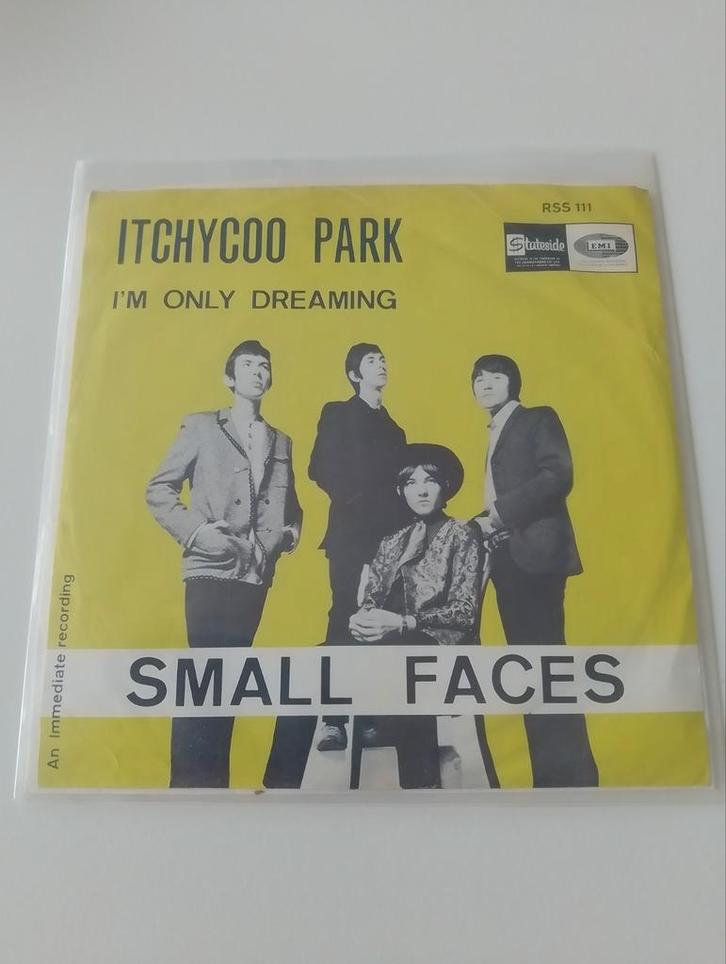 RSS 111
ITCHYCOO PARK
Stateside
EMI
I'M ONLY DREAMING
An Immediate recording
SMALL FACES